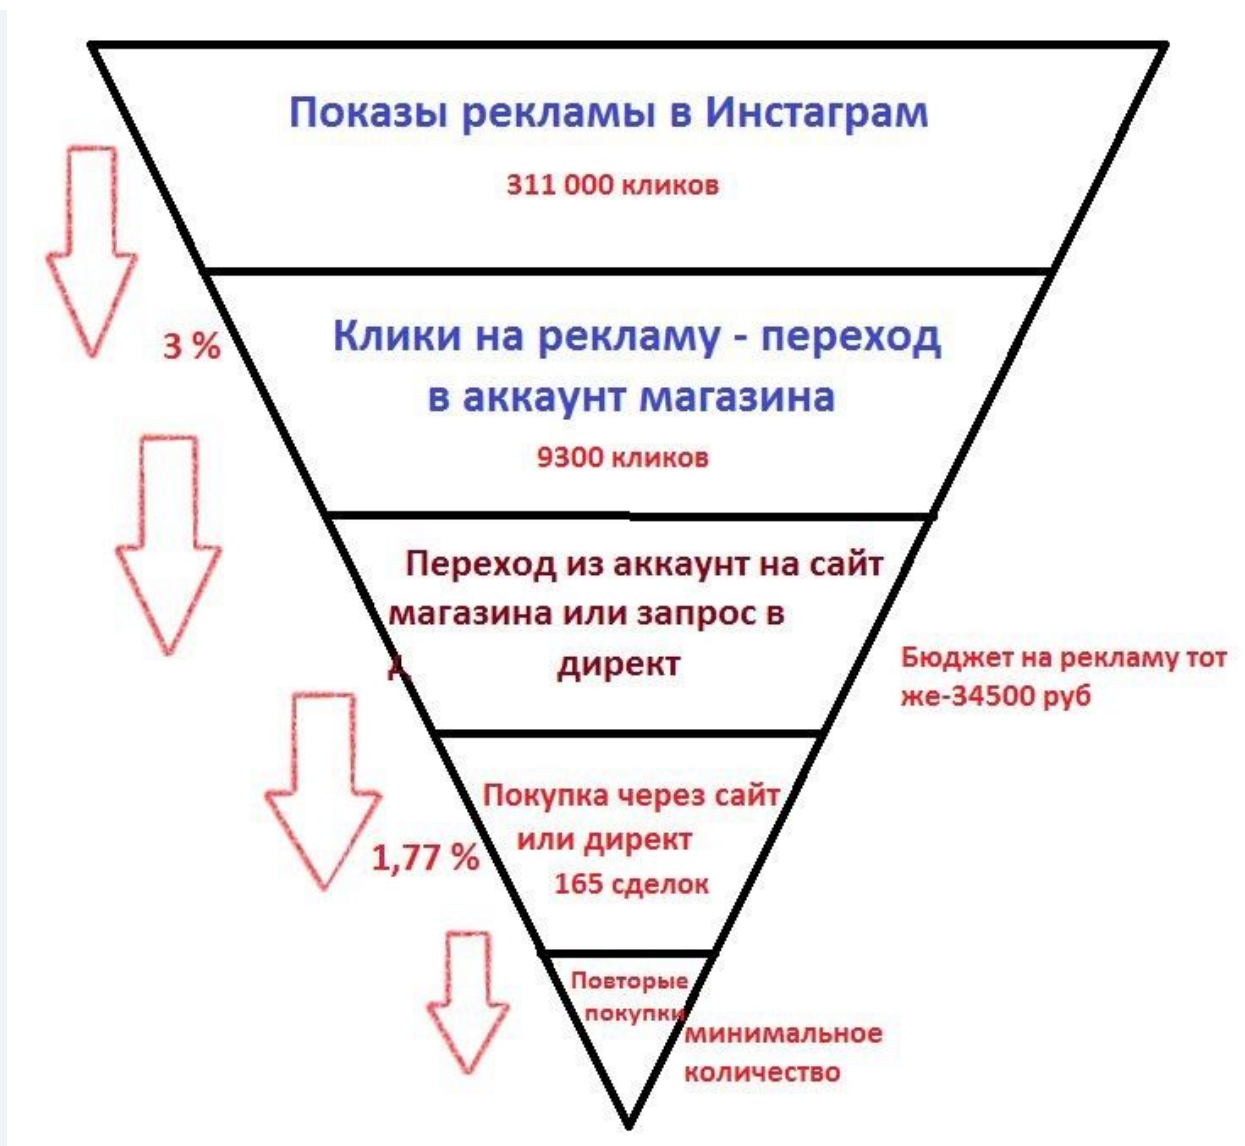 Показы рекламы в Инстаграм
311 000 кликов
3 %
Клики на рекламу - переход
в аккаунт магазина
9300 кликов
Переход из аккаунт на сайт
магазина или запрос в
д
директ
Бюджет на рекламу тот
же-34500 руб
Покупка через сайт
или директ
1,77 %
165 сделок
Повторые
покупки
минимальное
количество